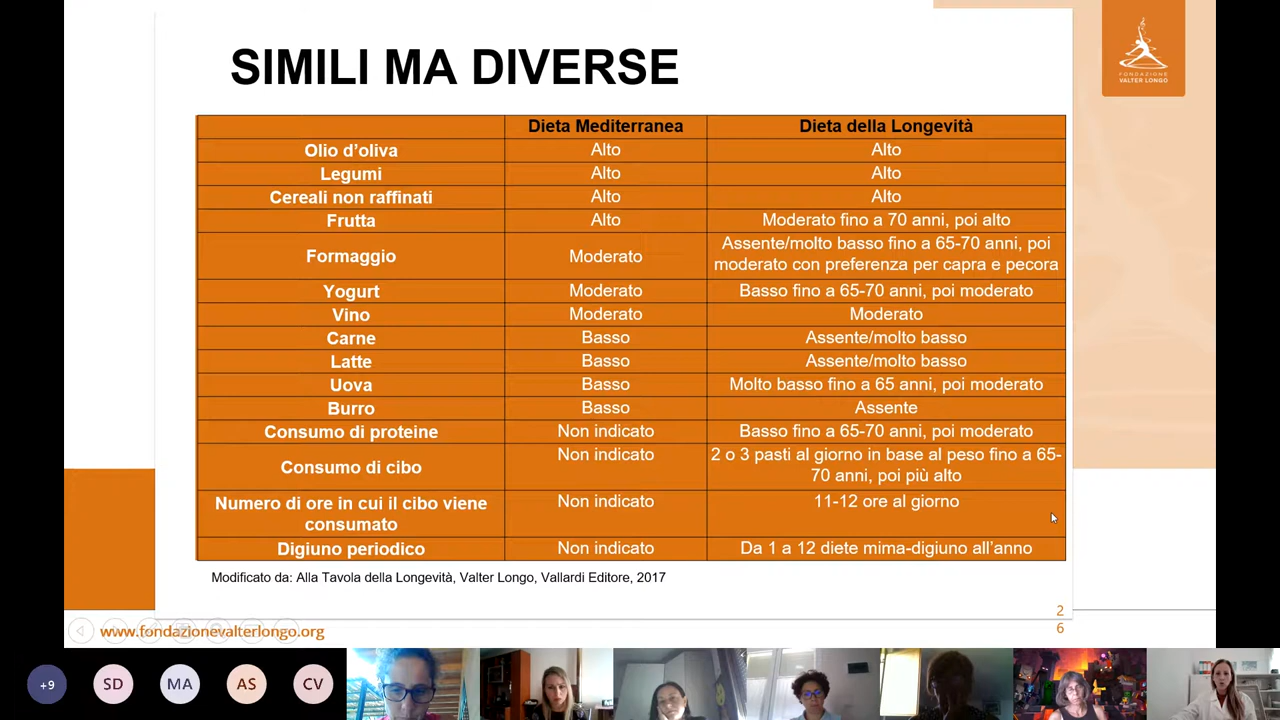 SIMILI MA DIVERSE
FONDAZIONE
VALTER LONGO
Dieta Mediterranea Dieta della Longevità
Olio d’oliva Alto Alto
Legumi Alto Alto
Cereali non raffinati Alto Alto
Frutta Alto Moderato fino a 70 anni, poi alto
Formaggio Moderato Assente/molto basso fino a 65-70 anni, poi
moderato con preferenza per capra e pecora
Yogurt Moderato Basso fino a 65-70 anni, poi moderato
Vino Moderato Moderato
Carne Basso Assente/molto basso
Latte Basso Assente/molto basso
Uova Basso Molto basso fino a 65 anni, poi moderato
Burro Basso Assente
Consumo di proteine Non indicato Basso fino a 65-70 anni, poi moderato
Consumo di cibo Non indicato 2 o 3 pasti al giorno in base al peso fino a 65-
70 anni, poi più alto
Numero di ore in cui il cibo viene Non indicato 11-12 ore al giorno
consumato
Digiuno periodico Non indicato Da 1 a 12 diete mima-digiuno all’anno
Modificato da: Alla Tavola della Longevità, Valter Longo, Vallardi Editore, 2017
2
6
www.fondazionevalterlongo.org
+9 SD MA AS CV